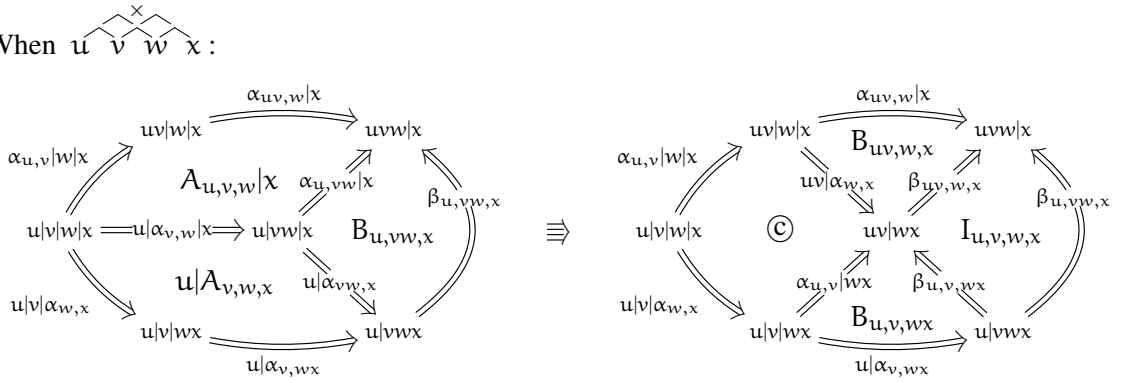 When u v w x :
×
α_{uv,w}|x α_{uv,w}|x
uv|w|x uvw|x uv|w|x uvw|x
B_{uv,w,x}
α_{u,v}|w|x α_{u,v}|w|x
A_{u,v,w}|x α_{u,vw}|x uv|α_{w,x} β_{uv,w,x}
β_{u,vw,x} β_{u,vw,x}
u|v|w|x u|α_{v,w}|x u|vw|x B_{u,vw,x} ⇛ u|v|w|x c uv|wx I_{u,v,w,x}
u|A_{v,w,x} u|α_{vw,x} α_{u,v}|wx β_{u,v,wx}
u|v|α_{w,x} u|v|α_{w,x}
B_{u,v,wx}
u|v|wx u|vwx u|v|wx u|vwx
u|α_{v,wx} u|α_{v,wx}